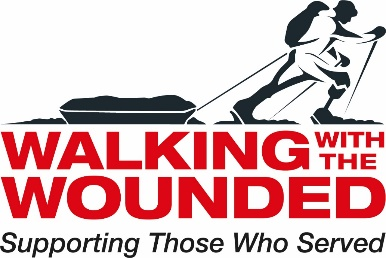 WALKING WITH THE
WOUNDED
Supporting Those Who Served